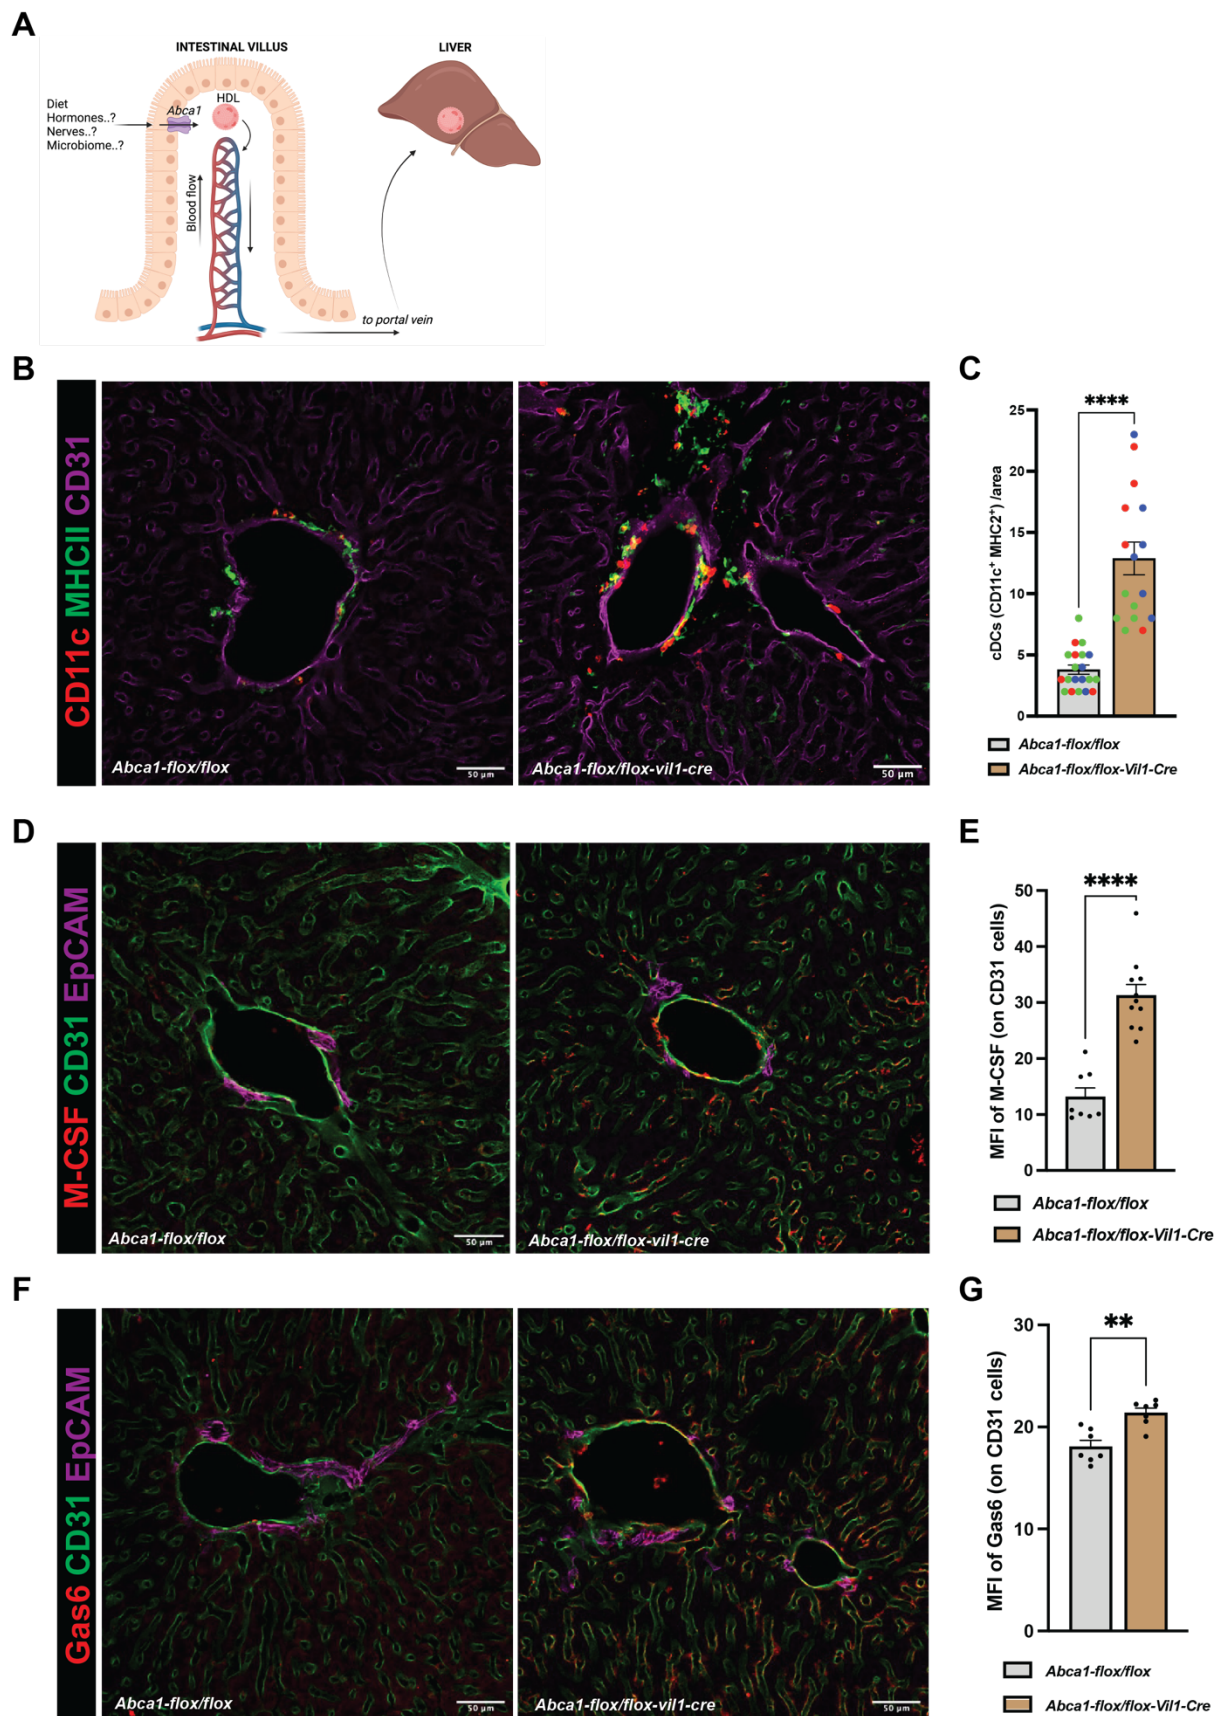 A
INTESTINAL VILLUS
LIVER
HDL
Diet
Hormones..?
Nerves..?
Microbiome..?
Abca1
Blood flow
to portal vein
B
CD11c MHCII CD31
Abca1-flox/flox
50 µm
Abca1-flox/flox-vil1-cre
50 µm
C
cDCs (CD11c⁺ MHC2⁺) /area
25
20
15
10
5
0
****
Abca1-flox/flox
Abca1-flox/flox-Vil1-Cre
D
M-CSF CD31 EpCAM
Abca1-flox/flox
50 µm
Abca1-flox/flox-vil1-cre
50 µm
E
MFI of M-CSF (on CD31 cells)
50
40
30
20
10
0
****
Abca1-flox/flox
Abca1-flox/flox-Vil1-Cre
F
Gas6 CD31 EpCAM
Abca1-flox/flox
50 µm
Abca1-flox/flox-vil1-cre
50 µm
G
MFI of Gas6 (on CD31 cells)
30
20
10
0
**
Abca1-flox/flox
Abca1-flox/flox-Vil1-Cre